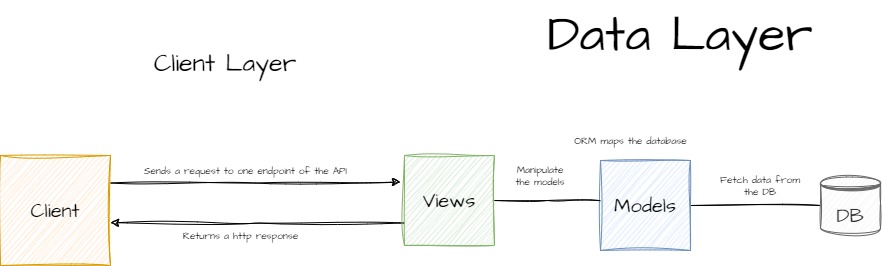 Data Layer
Client Layer
ORM maps the database
Sends a request to one endpoint of the API
Manipulate
the models
Fetch data from
the DB
Client
Views
Models
DB
Returns a http response